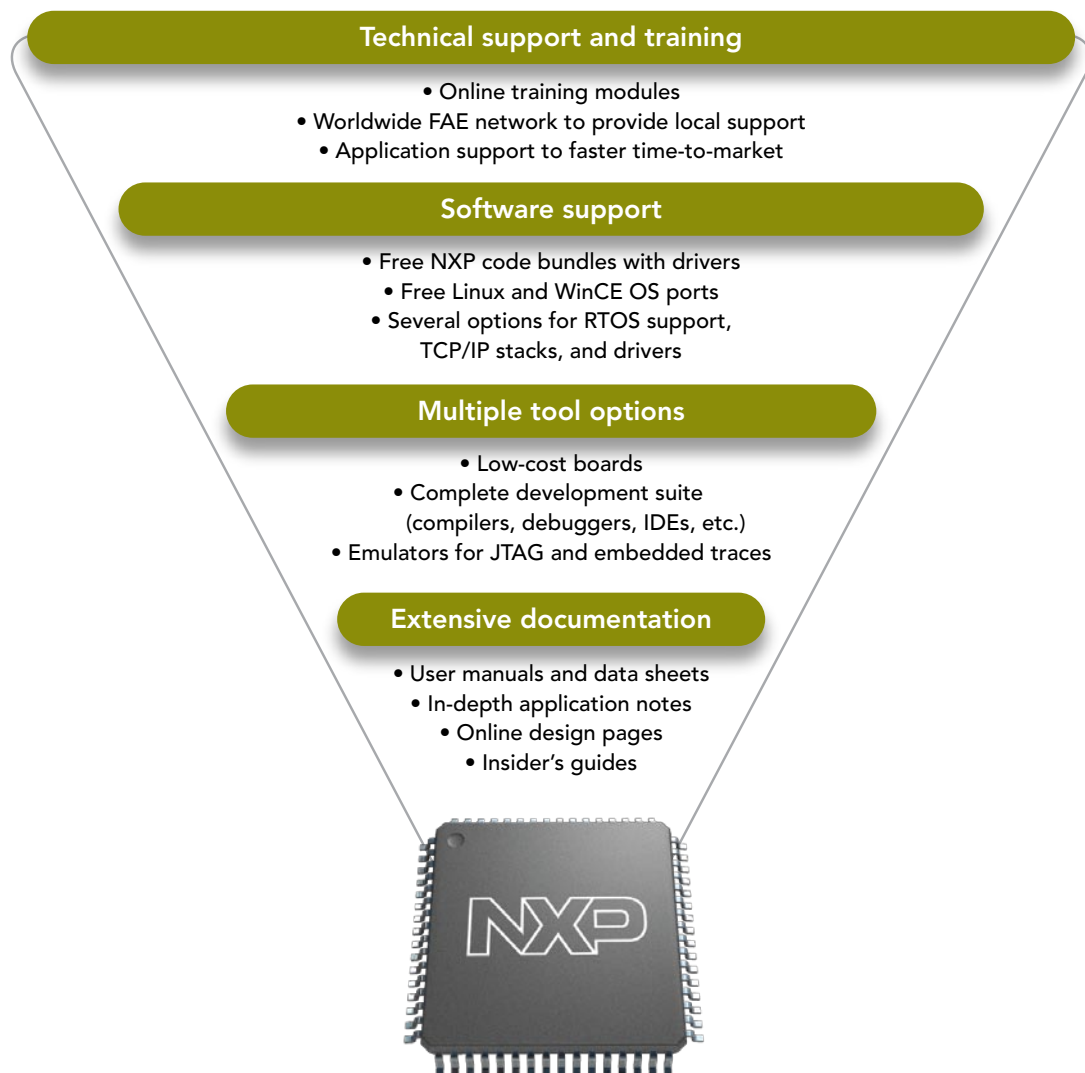 Technical support and training
• Online training modules
• Worldwide FAE network to provide local support
• Application support to faster time-to-market
Software support
• Free NXP code bundles with drivers
• Free Linux and WinCE OS ports
• Several options for RTOS support,
TCP/IP stacks, and drivers
Multiple tool options
• Low-cost boards
• Complete development suite
(compilers, debuggers, IDEs, etc.)
• Emulators for JTAG and embedded traces
Extensive documentation
• User manuals and data sheets
• In-depth application notes
• Online design pages
• Insider’s guides
NXP